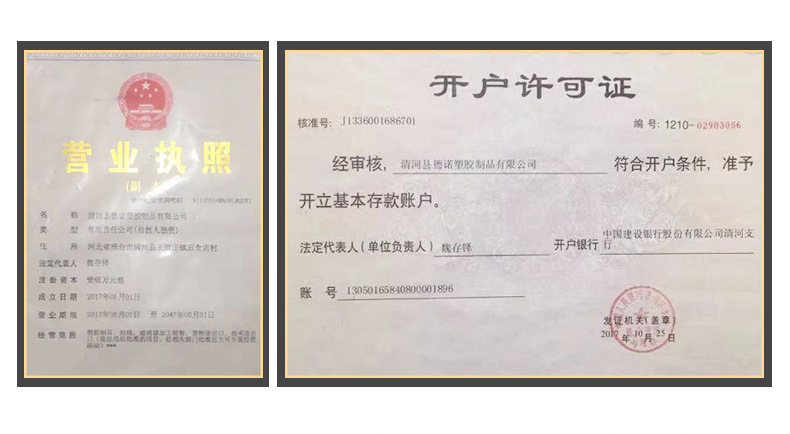 营业执照
(副本)
名称 清河县德诺塑胶制品有限公司
类型 有限责任公司(自然人独资)
住所 河北省邢台市清河县王官庄镇后食店村
法定代表人 魏存铎
注册资本 壹佰万元整
成立日期 2017年06月01日
营业期限 2017年06月01日 至 2047年05月31日
经营范围
开户许可证
核准号: J1336001686701 编号: 1210-02903056
经审核, 清河县德诺塑胶制品有限公司 符合开户条件, 准予
开立基本存款账户。
法定代表人(单位负责人) 魏存铎 开户银行 中国建设银行股份有限公司清河支
行
账号 13050165840800001896
发证机关(盖章)
2017年10月25日